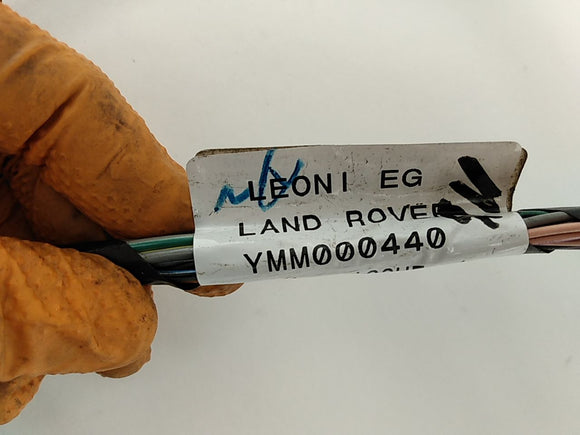 LEONI EG
LAND ROVER
YMM000440